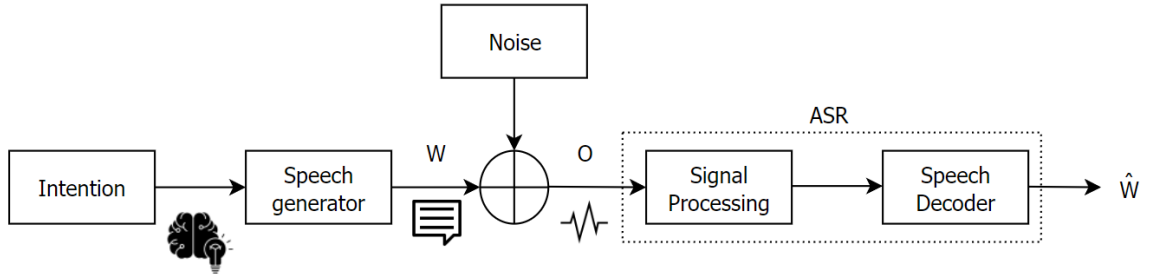 Noise
ASR
W
O
Intention
Speech
generator
Signal
Processing
Speech
Decoder
Ŵ